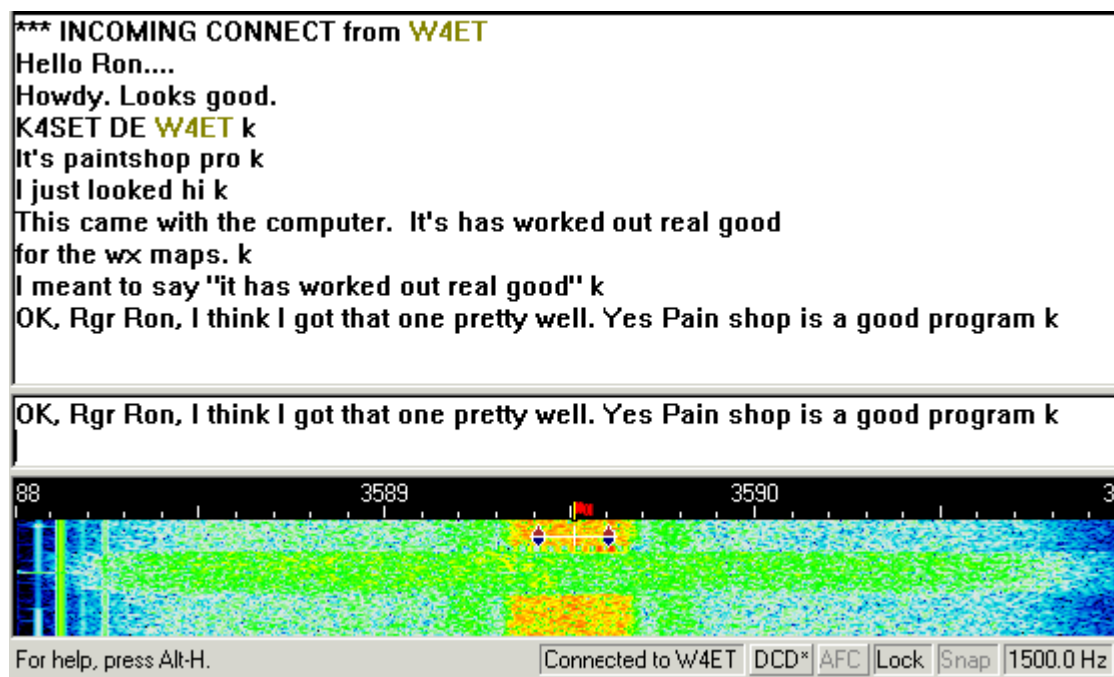 *** INCOMING CONNECT from W4ET
Hello Ron....
Howdy. Looks good.
K4SET DE W4ET k
It's paintshop pro k
I just looked hi k
This came with the computer.  It's has worked out real good
for the wx maps. k
I meant to say "it has worked out real good" k
OK, Rgr Ron, I think I got that one pretty well. Yes Pain shop is a good program k
OK, Rgr Ron, I think I got that one pretty well. Yes Pain shop is a good program k
88 3589 3590 3
For help, press Alt-H. Connected to W4ET DCD* AFC Lock Snap 1500.0 Hz